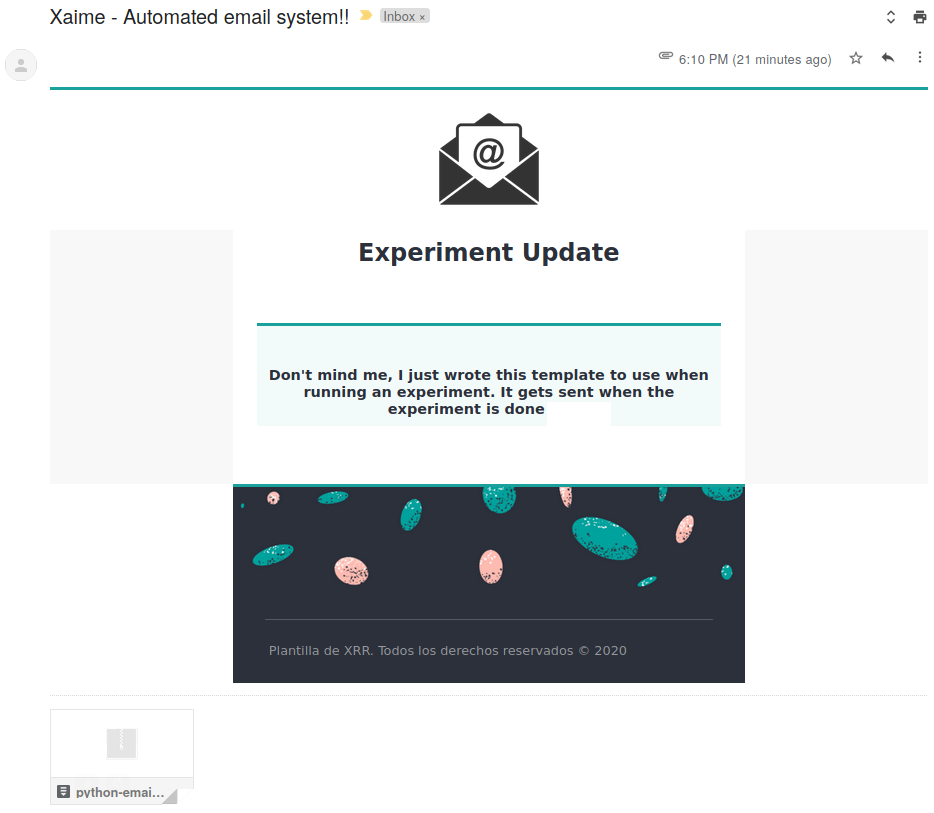 Xaime - Automated email system!! Inbox ×
6:10 PM (21 minutes ago)
@
Experiment Update
Don't mind me, I just wrote this template to use when
running an experiment. It gets sent when the
experiment is done
Plantilla de XRR. Todos los derechos reservados © 2020
python-emai...